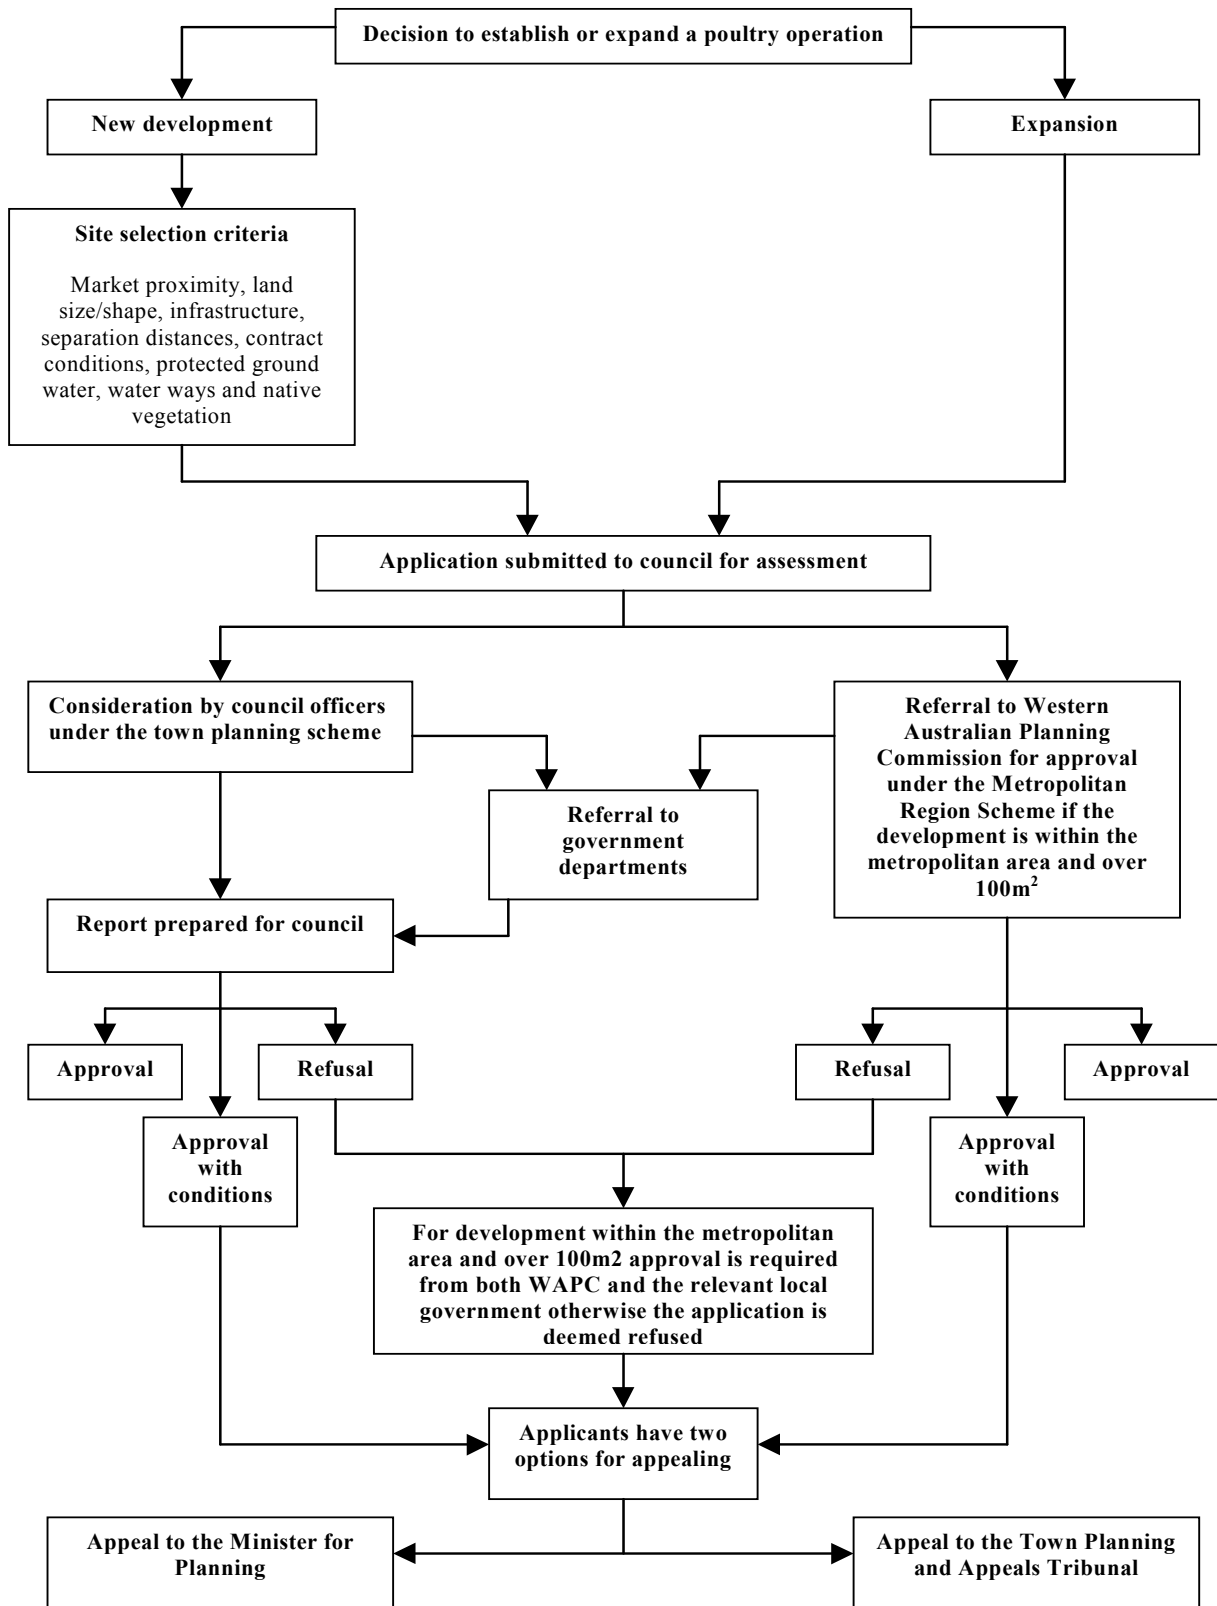 Decision to establish or expand a poultry operation
New development
Expansion
Site selection criteria
Market proximity, land
size/shape, infrastructure,
separation distances, contract
conditions, protected ground
water, water ways and native
vegetation
Application submitted to council for assessment
Consideration by council officers
under the town planning scheme
Referral to Western
Australian Planning
Commission for approval
under the Metropolitan
Region Scheme if the
development is within the
metropolitan area and over
100m²
Referral to
government
departments
Report prepared for council
Approval
Refusal
Refusal
Approval
Approval
with
conditions
Approval
with
conditions
For development within the metropolitan
area and over 100m2 approval is required
from both WAPC and the relevant local
government otherwise the application is
deemed refused
Applicants have two
options for appealing
Appeal to the Minister for
Planning
Appeal to the Town Planning
and Appeals Tribunal